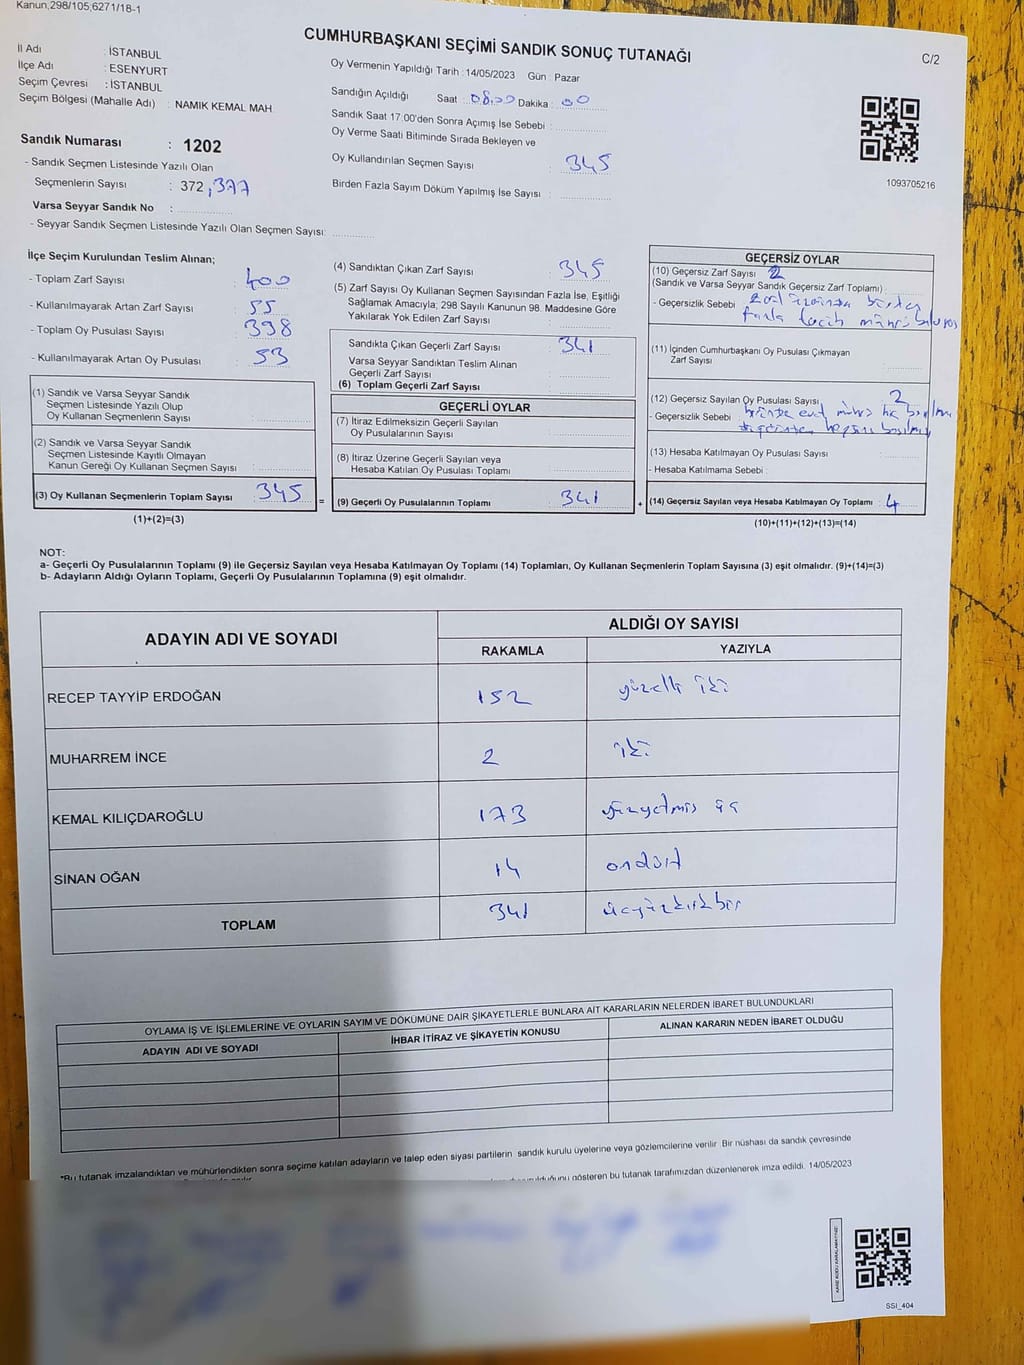 Kanun,298/105;6271/18-1
CUMHURBAŞKANI SEÇİMİ SANDIK SONUÇ TUTANAĞI
C/2
İl Adı : İSTANBUL
İlçe Adı : ESENYURT
Seçim Çevresi : İSTANBUL
Seçim Bölgesi (Mahalle Adı) : NAMIK KEMAL MAH
Sandık Numarası : 1202
- Sandık Seçmen Listesinde Yazılı Olan
Seçmenlerin Sayısı : 372, 377
Varsa Seyyar Sandık No :
- Seyyar Sandık Seçmen Listesinde Yazılı Olan Seçmen Sayısı:
Oy Vermenin Yapıldığı Tarih : 14/05/2023 Gün : Pazar
Sandığın Açıldığı Saat : 08.00 Dakika : 00
Sandık Saat 17:00'den Sonra Açımış İse Sebebi :
Oy Verme Saati Bitiminde Sırada Bekleyen ve
Oy Kullandırılan Seçmen Sayısı : 345
Birden Fazla Sayım Döküm Yapılmış İse Sayısı :
1093705216
İlçe Seçim Kurulundan Teslim Alınan;
- Toplam Zarf Sayısı : 400
- Kullanılmayarak Artan Zarf Sayısı : 55
- Toplam Oy Pusulası Sayısı : 398
- Kullanılmayarak Artan Oy Pusulası : 53
(1) Sandık ve Varsa Seyyar Sandık
Seçmen Listesinde Yazılı Olup
Oy Kullanan Seçmenlerin Sayısı :
(2) Sandık ve Varsa Seyyar Sandık
Seçmen Listesinde Kayıtlı Olmayan
Kanun Gereği Oy Kullanan Seçmen Sayısı :
(3) Oy Kullanan Seçmenlerin Toplam Sayısı : 345 =
(1)+(2)=(3)
(4) Sandıktan Çıkan Zarf Sayısı : 345
(5) Zarf Sayısı Oy Kullanan Seçmen Sayısından Fazla İse, Eşitliği
Sağlamak Amacıyla; 298 Sayılı Kanunun 98. Maddesine Göre
Yakılarak Yok Edilen Zarf Sayısı :
Sandıkta Çıkan Geçerli Zarf Sayısı : 341
Varsa Seyyar Sandıktan Teslim Alınan
Geçerli Zarf Sayısı :
(6) Toplam Geçerli Zarf Sayısı :
GEÇERLİ OYLAR
(7) İtiraz Edilmeksizin Geçerli Sayılan
Oy Pusulalarının Sayısı :
(8) İtiraz Üzerine Geçerli Sayılan veya
Hesaba Katılan Oy Pusulası Toplamı :
(9) Geçerli Oy Pusulalarının Toplamı : 341 +
GEÇERSİZ OYLAR
(10) Geçersiz Zarf Sayısı 2
(Sandık ve Varsa Seyyar Sandık Geçersiz Zarf Toplamı) :
- Geçersizlik Sebebi : Zarf üzerinde birden
fazla tercih mührü bulunos
(11) İçinden Cumhurbaşkanı Oy Pusulası Çıkmayan
Zarf Sayısı :
(12) Geçersiz Sayılan Oy Pusulası Sayısı : 2
- Geçersizlik Sebebi : birinde evet mührü hiç
hepsine basılmış
(13) Hesaba Katılmayan Oy Pusulası Sayısı :
- Hesaba Katılmama Sebebi :
(14) Geçersiz Sayılan veya Hesaba Katılmayan Oy Toplamı : 4
(10)+(11)+(12)+(13)=(14)
NOT:
a- Geçerli Oy Pusulalarının Toplamı (9) ile Geçersiz Sayılan veya Hesaba Katılmayan Oy Toplamı (14) Toplamları, Oy Kullanan Seçmenlerin Toplam Sayısına (3) eşit olmalıdır. (9)+(14)=(3)
b- Adayların Aldığı Oyların Toplamı, Geçerli Oy Pusulalarının Toplamına (9) eşit olmalıdır.
ADAYIN ADI VE SOYADI ALDIĞI OY SAYISI
RAKAMLA YAZIYLA
RECEP TAYYİP ERDOĞAN 152 yüzelli iki
MUHARREM İNCE 2 iki
KEMAL KILIÇDAROĞLU 173 yüzyetmiş üç
SİNAN OĞAN 14 ondört
TOPLAM 341 üçyüzkırkbir
OYLAMA İŞ VE İŞLEMLERİNE VE OYLARIN SAYIM VE DÖKÜMÜNE DAİR ŞİKAYETLERLE BUNLARA AİT KARARLARIN NELERDEN İBARET BULUNDUKLARI
ADAYIN ADI VE SOYADI İHBAR İTİRAZ VE ŞİKAYETİN KONUSU ALINAN KARARIN NEDEN İBARET OLDUĞU
*Bu tutanak imzalandıktan ve mühürlendikten sonra seçime katılan adayların ve talep eden siyasi partilerin sandık kurulu üyelerine veya gözlemcilerine verilir. Bir nüshası da sandık çevresinde
gösteren bu tutanak tarafımızdan düzenlenerek imza edildi. 14/05/2023
KARE KODU KARALAMAYINIZ!
SSI_404